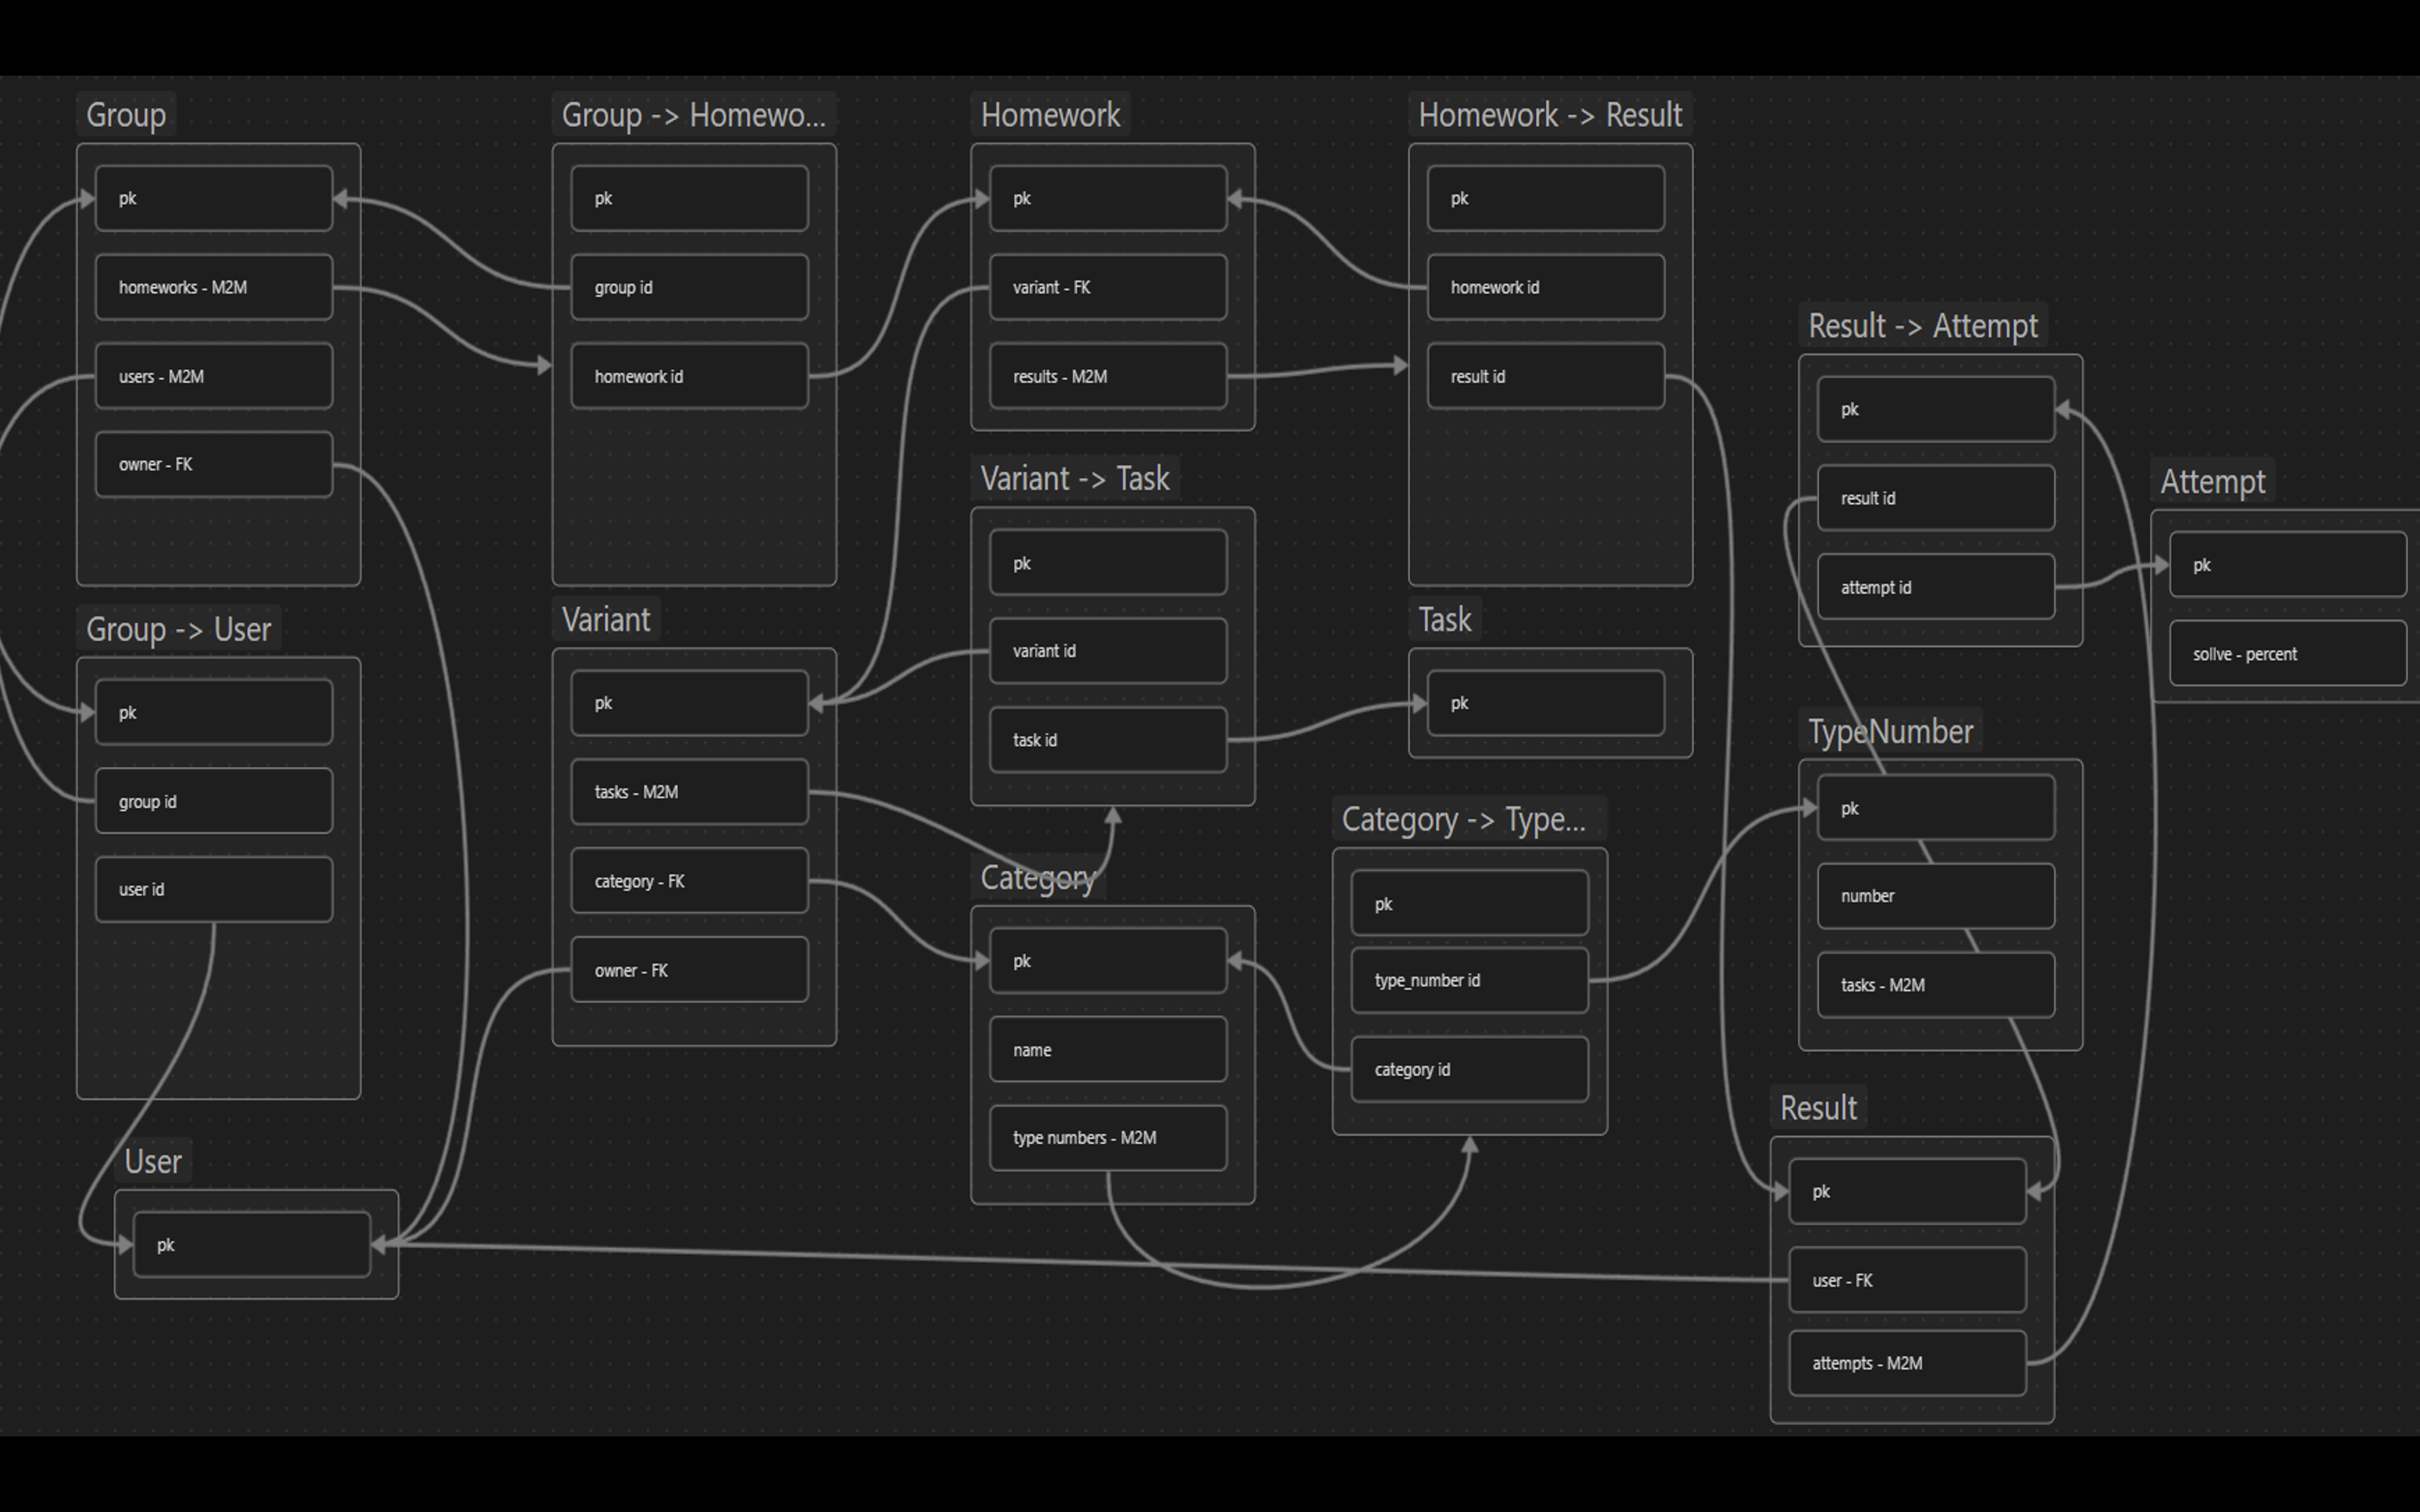 Group
pk
homeworks - M2M
users - M2M
owner - FK
Group -> Homewo...
pk
group id
homework id
Homework
pk
variant - FK
results - M2M
Homework -> Result
pk
homework id
result id
Result -> Attempt
pk
result id
attempt id
Attempt
pk
sollve - percent
Group -> User
pk
group id
user id
Variant
pk
tasks - M2M
category - FK
owner - FK
Variant -> Task
pk
variant id
task id
Task
pk
TypeNumber
pk
number
tasks - M2M
Category
pk
name
type numbers - M2M
Category -> Type...
pk
type_number id
category id
User
pk
Result
pk
user - FK
attempts - M2M